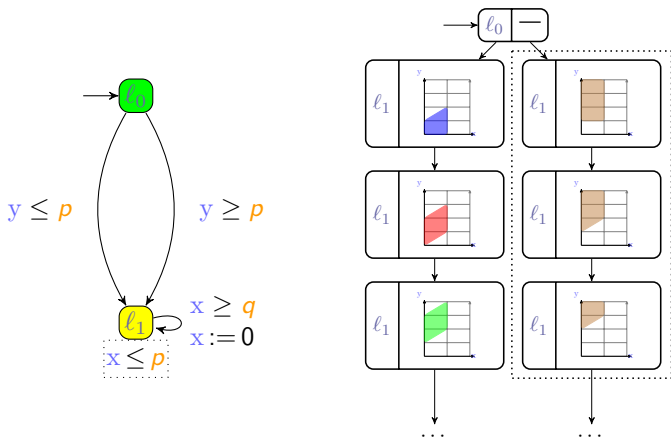 ℓ₀
y ≤ p
y ≥ p
ℓ₁
x ≥ q
x := 0
x ≤ p
ℓ₀ —
ℓ₁ y x
ℓ₁ y x
ℓ₁ y x
ℓ₁ y x
ℓ₁ y x
ℓ₁ y x
... ...